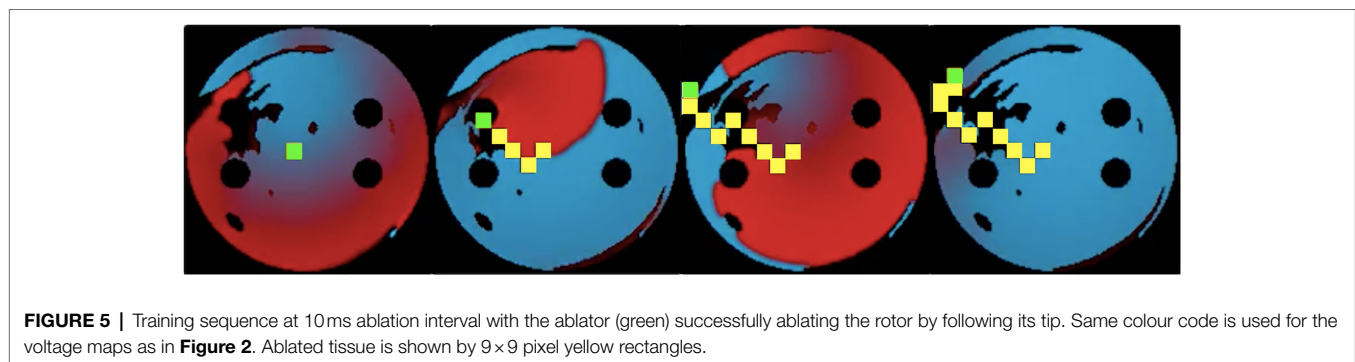 FIGURE 5 | Training sequence at 10 ms ablation interval with the ablator (green) successfully ablating the rotor by following its tip. Same colour code is used for the
voltage maps as in Figure 2. Ablated tissue is shown by 9 × 9 pixel yellow rectangles.